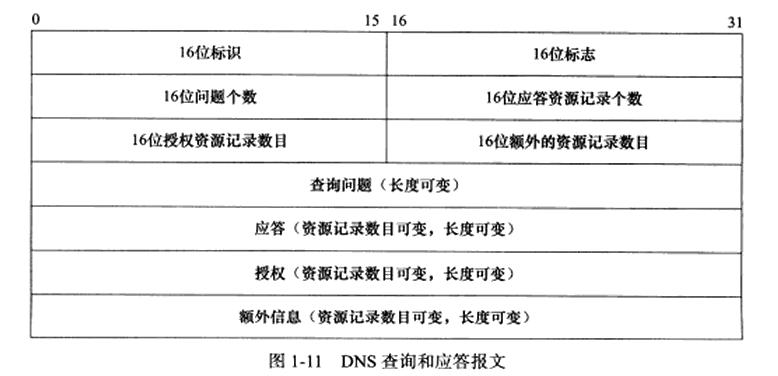 0 15 16 31
16位标识 16位标志
16位问题个数 16位应答资源记录个数
16位授权资源记录数目 16位额外的资源记录数目
查询问题（长度可变）
应答（资源记录数目可变，长度可变）
授权（资源记录数目可变，长度可变）
额外信息（资源记录数目可变，长度可变）
图 1-11 DNS 查询和应答报文